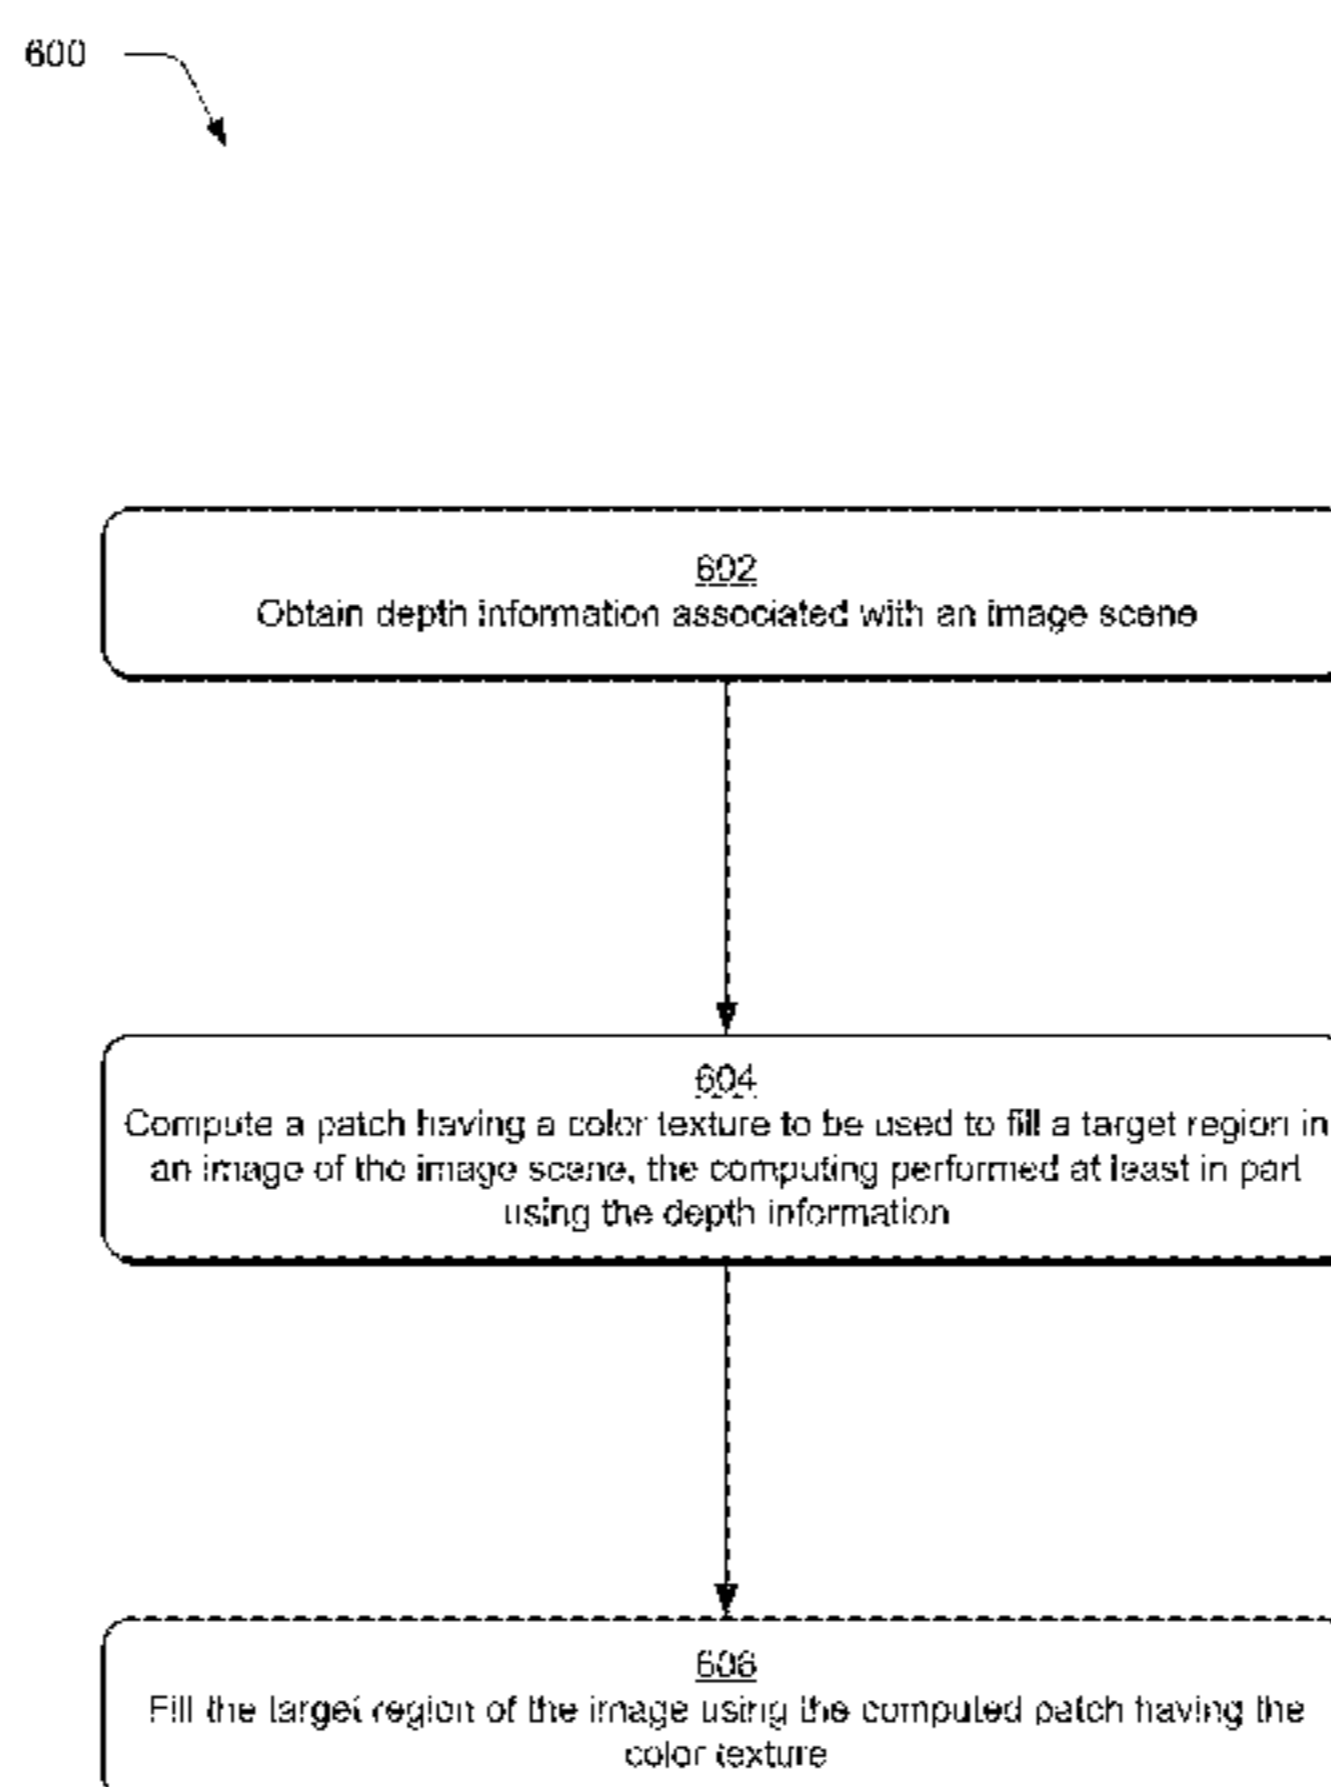 600
602
Obtain depth information associated with an image scene
604
Compute a patch having a color texture to be used to fill a target region in
an image of the image scene, the computing performed at least in part
using the depth information
606
Fill the target region of the image using the computed patch having the
color texture